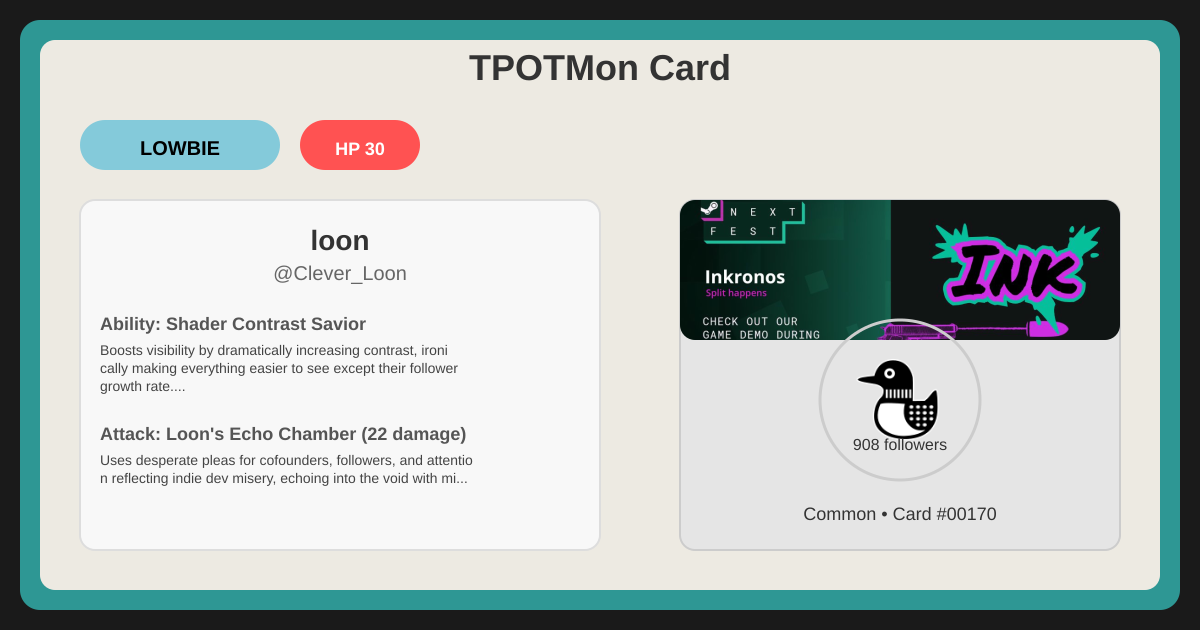 TPOTMon Card
LOWBIE
HP 30
loon
@Clever_Loon
Ability: Shader Contrast Savior
Boosts visibility by dramatically increasing contrast, ironi
cally making everything easier to see except their follower
growth rate....
Attack: Loon's Echo Chamber (22 damage)
Uses desperate pleas for cofounders, followers, and attentio
n reflecting indie dev misery, echoing into the void with mi...
NEXT
FEST
Inkronos
Split happens
CHECK OUT OUR
GAME DEMO DURING
INK
908 followers
Common • Card #00170